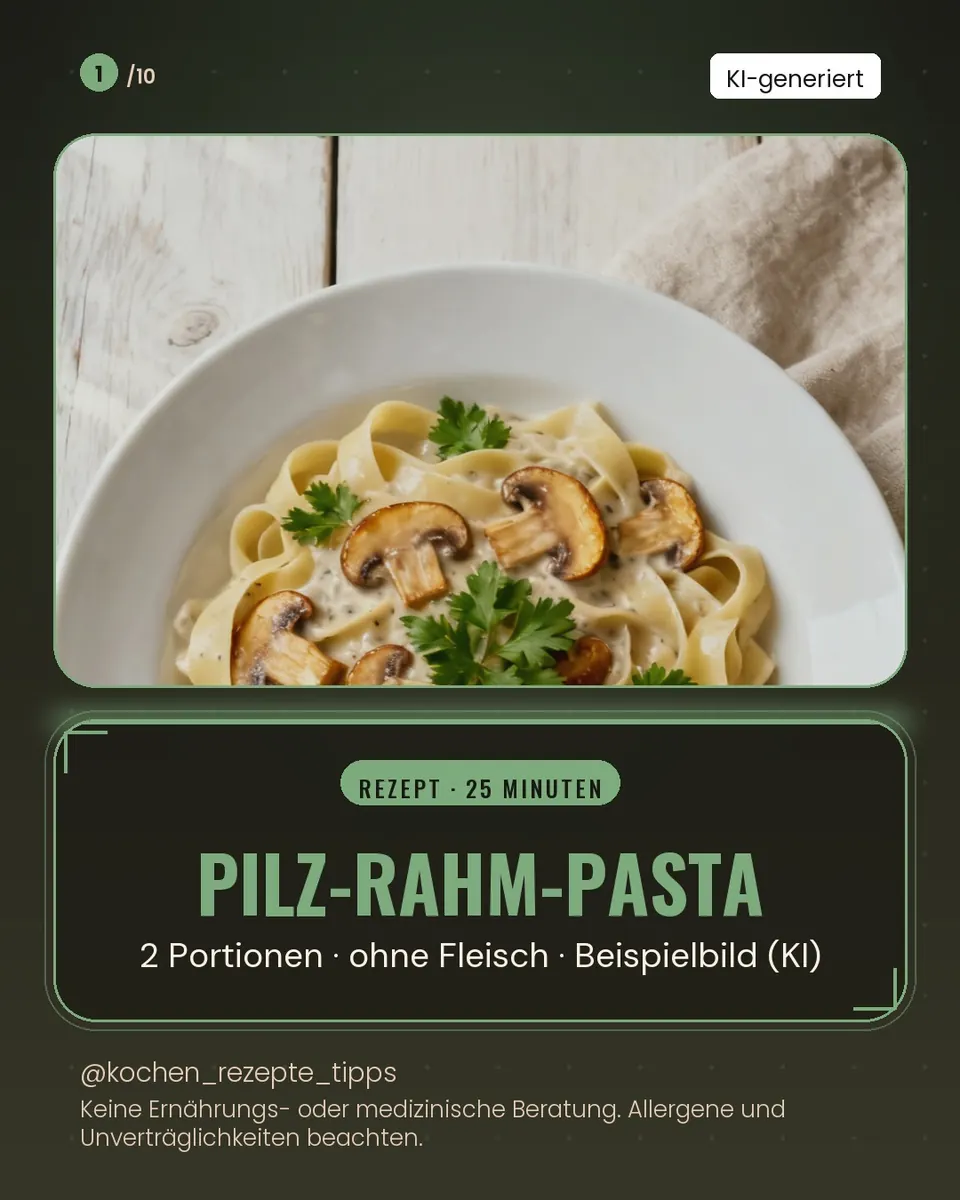 1 /10
KI-generiert
REZEPT · 25 MINUTEN
PILZ-RAHM-PASTA
2 Portionen · ohne Fleisch · Beispielbild (KI)
@kochen_rezepte_tipps
Keine Ernährungs- oder medizinische Beratung. Allergene und
Unverträglichkeiten beachten.